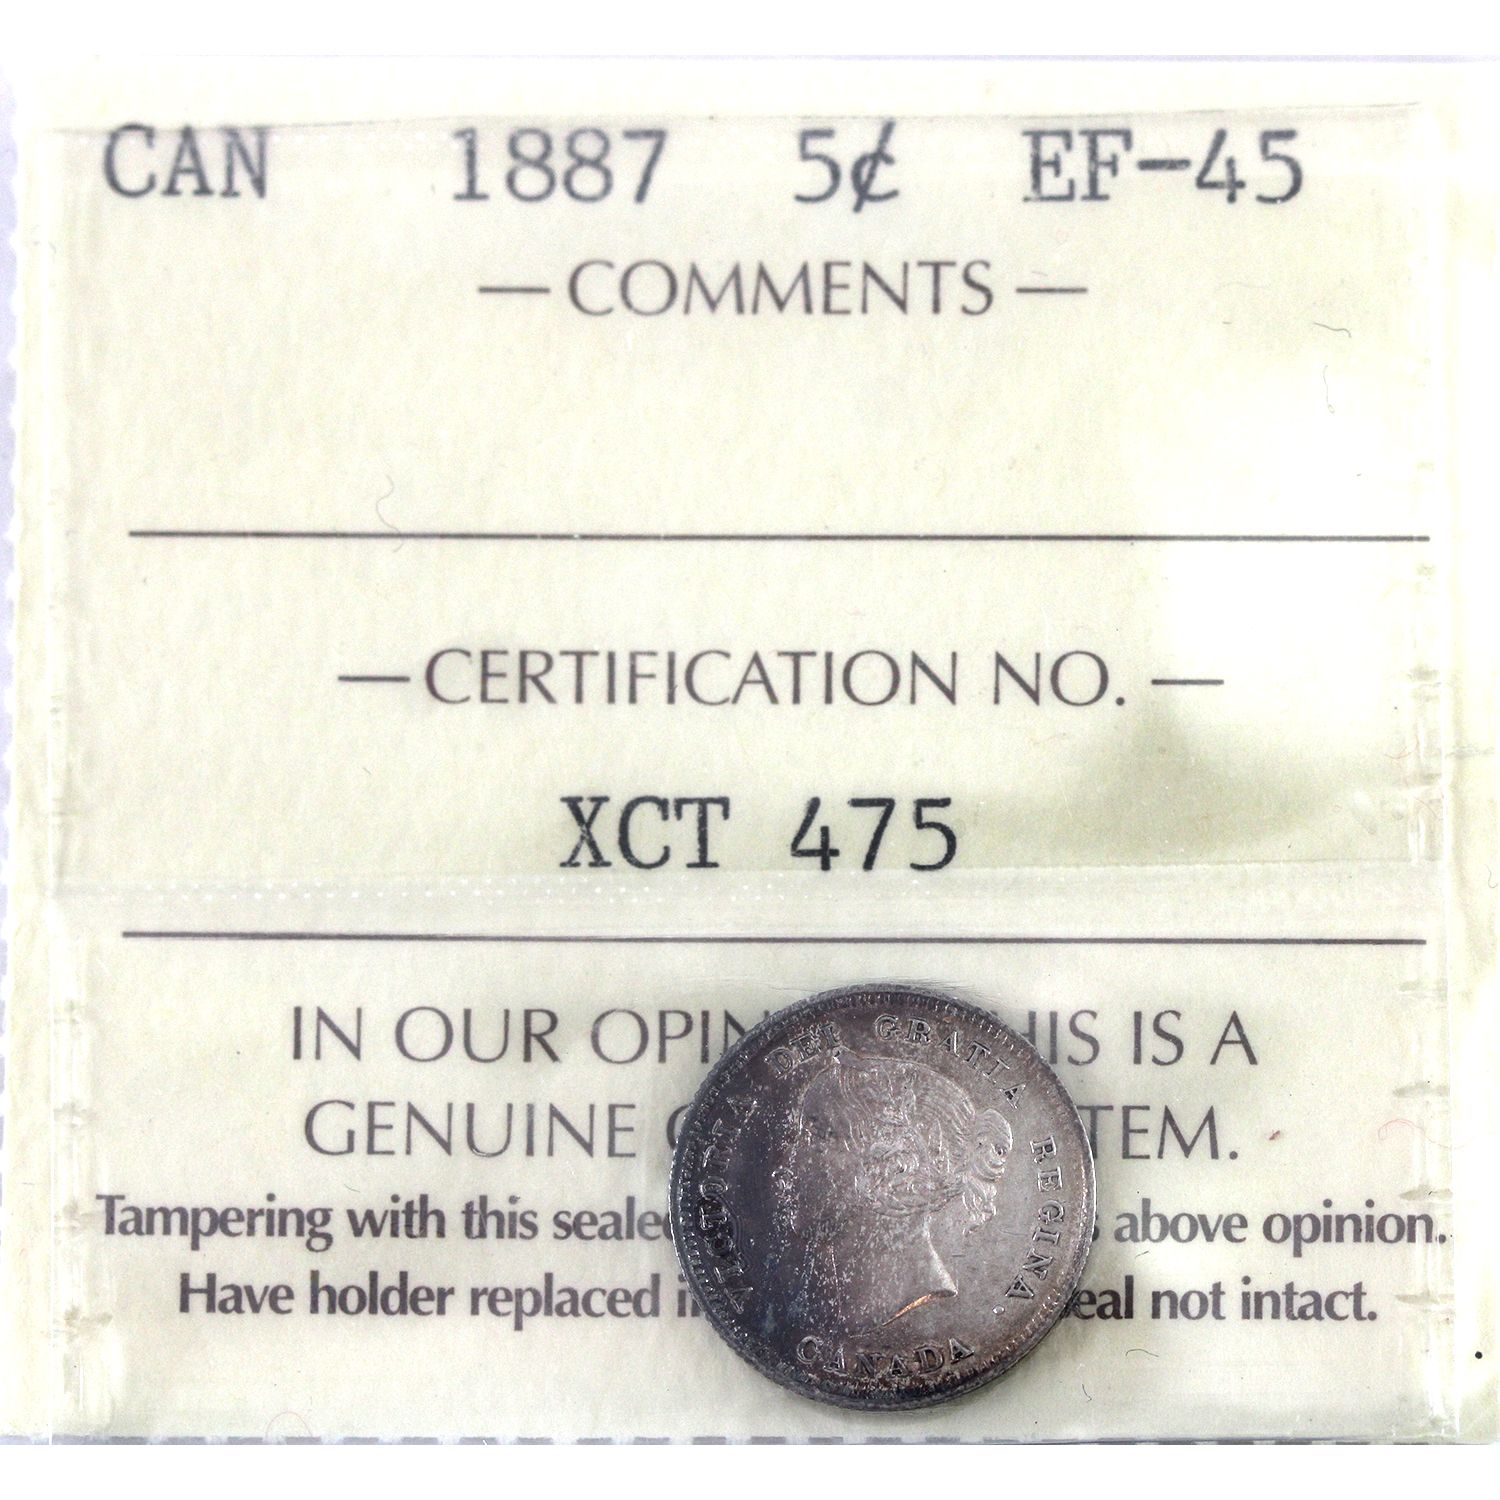 CAN 1887 5¢ EF-45
— COMMENTS —
— CERTIFICATION NO. —
XCT 475
IN OUR OPIN HIS IS A
GENUINE TEM.
Tampering with this seale above opinion.
Have holder replaced i eal not intact.
VICTORIA DEI GRATIA REGINA.
CANADA